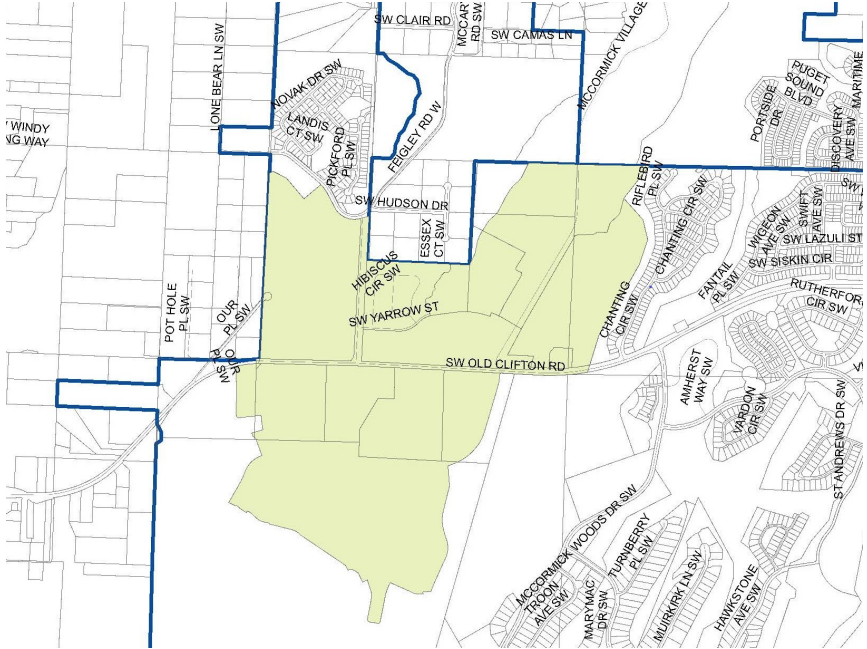 SW CLAIR RD
MCCAR
RD SW
SW CAMAS LN
MCCORMICK VILLAGE
LONE BEAR LN SW
NOVAK DR SW
LANDIS
CT SW
PICKFORD
PL SW
FEIGLEY RD W
PUGET
SOUND
BLVD
MARITIME
PORTSIDE
DR
DISCOVERY
AVE SW
WINDY
NG WAY
RIFLEBIRD
PL SW
SW HUDSON DR
ESSEX
CT SW
CHANTING CIR SW
WIGEON
AVE SW
SWIFT
AVE SW
SW LAZULI ST
SW SISKIN CIR
FANTAIL
PL SW
HIBISCUS
CIR SW
RUTHERFOR
CIR SW
POT HOLE
PL SW
OUR
PL SW
SW YARROW ST
CHANTING
CIR SW
OUR
PL SW
SW OLD CLIFTON RD
AMHERST
WAY SW
VARDON
CIR SW
ST ANDREWS DR SW
MCCORMICK WOODS DR SW
TROON
AVE SW
TURNBERRY
PL SW
MARYMAC
DR SW
MUIRKIRK LN SW
HAWKSTONE
AVE SW